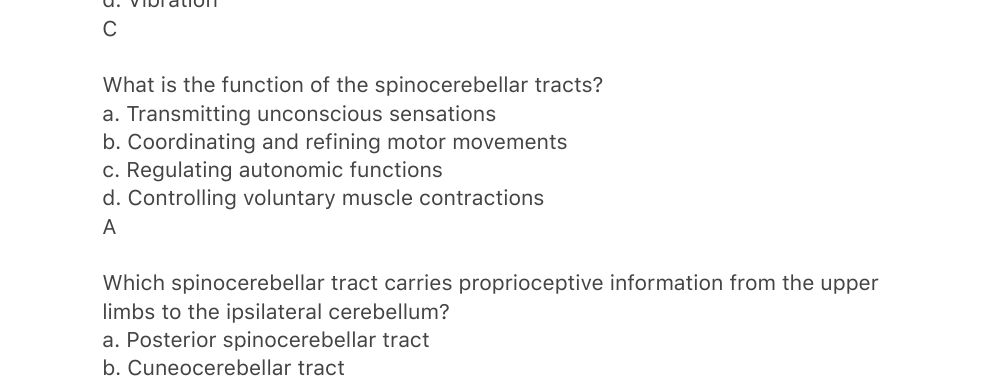 d. Vibration
C
What is the function of the spinocerebellar tracts?
a. Transmitting unconscious sensations
b. Coordinating and refining motor movements
c. Regulating autonomic functions
d. Controlling voluntary muscle contractions
A
Which spinocerebellar tract carries proprioceptive information from the upper
limbs to the ipsilateral cerebellum?
a. Posterior spinocerebellar tract
b. Cuneocerebellar tract